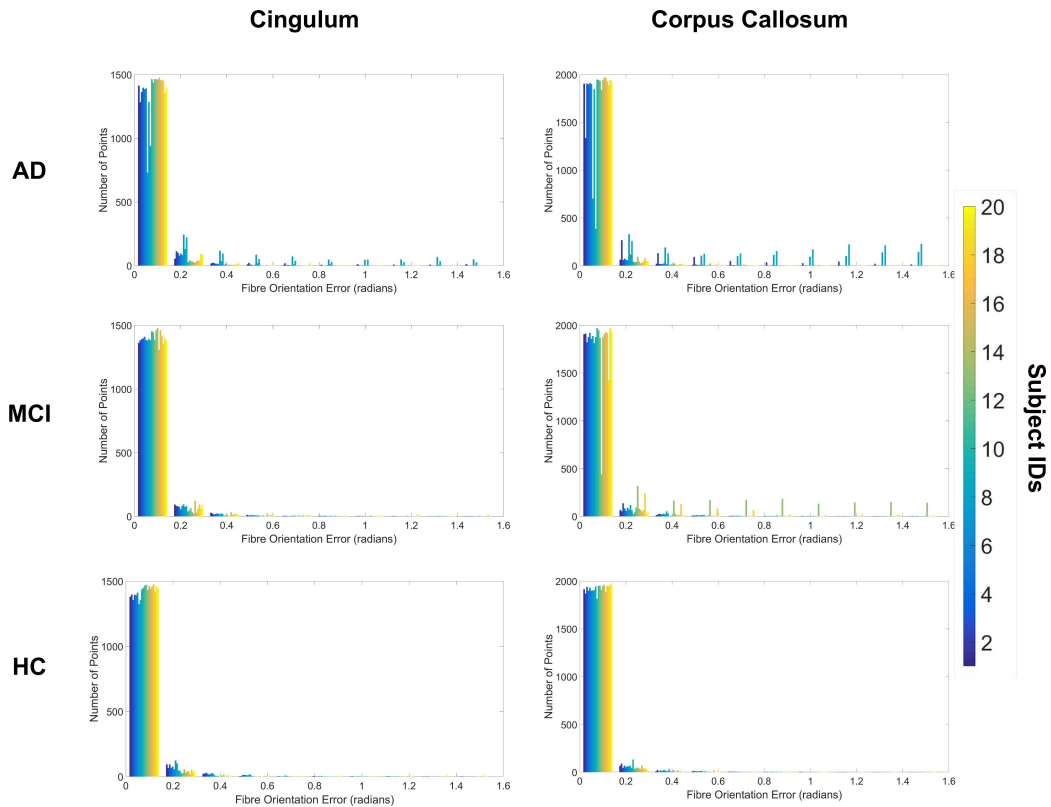 Cingulum
Corpus Callosum
AD
Number of Points
1500
1000
500
0
0 0.2 0.4 0.6 0.8 1 1.2 1.4 1.6
Fibre Orientation Error (radians)
Number of Points
2000
1500
1000
500
0
0 0.2 0.4 0.6 0.8 1 1.2 1.4 1.6
Fibre Orientation Error (radians)
MCI
Number of Points
1500
1000
500
0
0 0.2 0.4 0.6 0.8 1 1.2 1.4 1.6
Fibre Orientation Error (radians)
Number of Points
2000
1500
1000
500
0
0 0.2 0.4 0.6 0.8 1 1.2 1.4 1.6
Fibre Orientation Error (radians)
HC
Number of Points
1500
1000
500
0
0 0.2 0.4 0.6 0.8 1 1.2 1.4 1.6
Fibre Orientation Error (radians)
Number of Points
2000
1500
1000
500
0
0 0.2 0.4 0.6 0.8 1 1.2 1.4 1.6
Fibre Orientation Error (radians)
20
18
16
14
12
10
8
6
4
2
Subject IDs